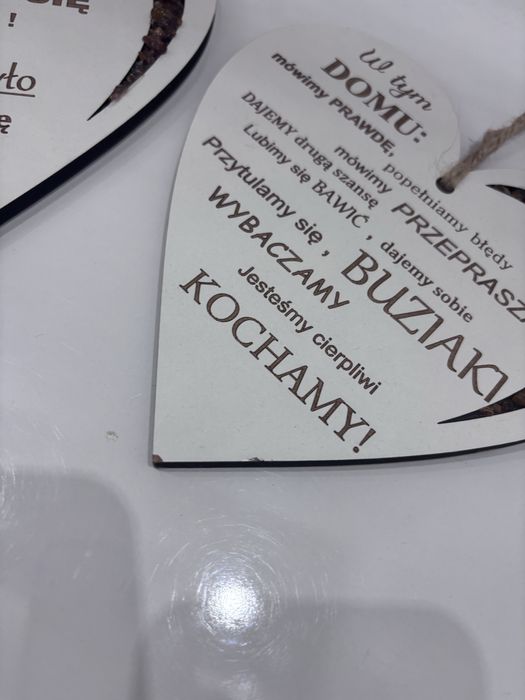 !
W tym
DOMU:
mówimy PRAWDĘ,
popełniamy błędy
mówimy PRZEPRASZA
DAJEMY drugą szansę
Lubimy się BAWIĆ , dajemy sobie
Przytulamy się , BUZIAKI
WYBACZAMY
Jesteśmy cierpliwi
KOCHAMY!